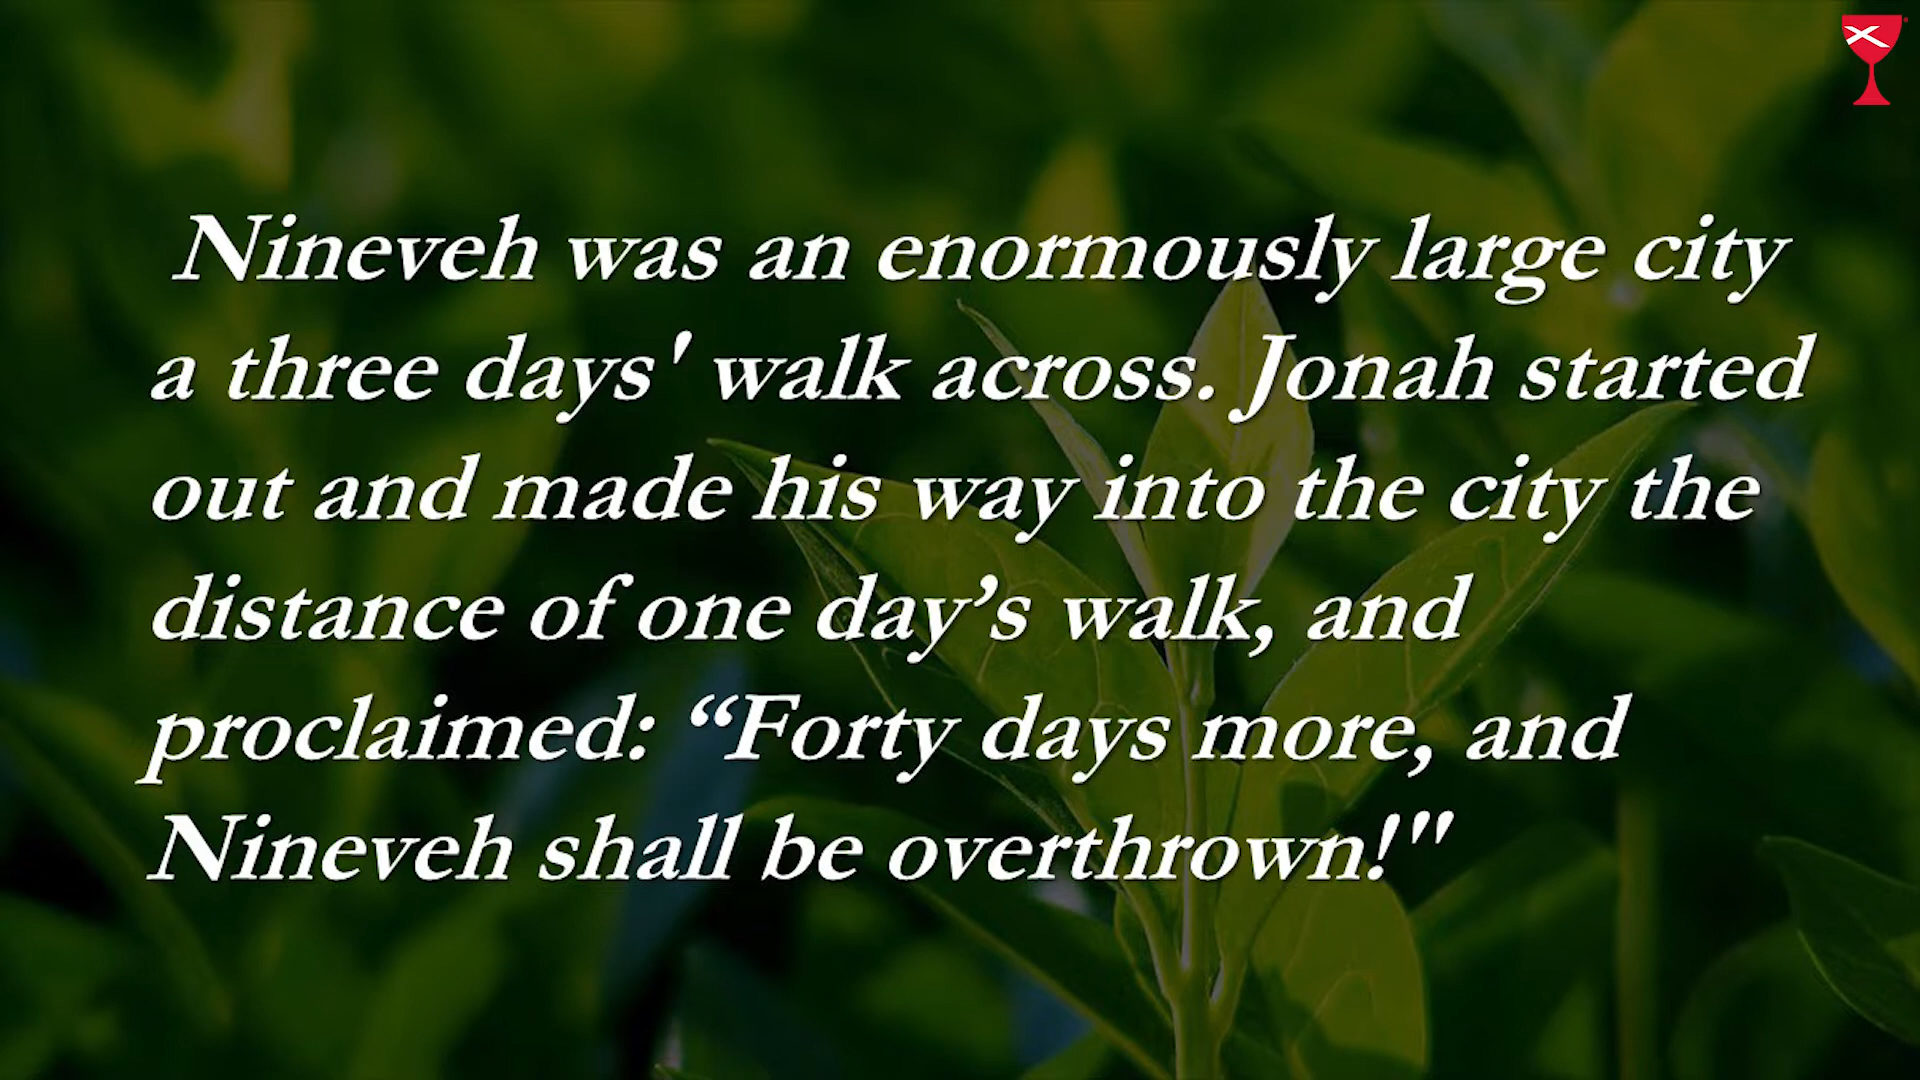 Nineveh was an enormously large city
a three days' walk across. Jonah started
out and made his way into the city the
distance of one day’s walk, and
proclaimed: “Forty days more, and
Nineveh shall be overthrown!"